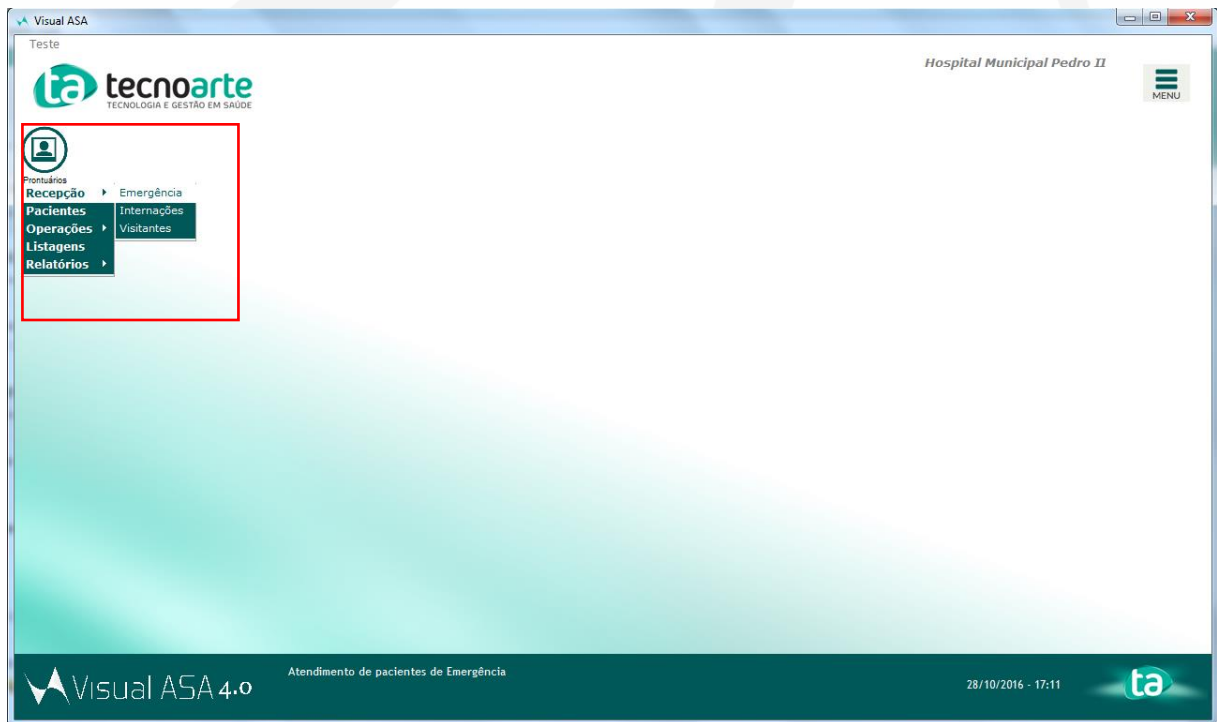 Visual ASA
Teste
Hospital Municipal Pedro II
ta tecnoarte
TECNOLOGIA E GESTÃO EM SAÚDE
MENU
Prontuários
Recepção
Emergência
Pacientes
Internações
Operações
Visitantes
Listagens
Relatórios
Visual ASA 4.0
Atendimento de pacientes de Emergência
28/10/2016 - 17:11
ta